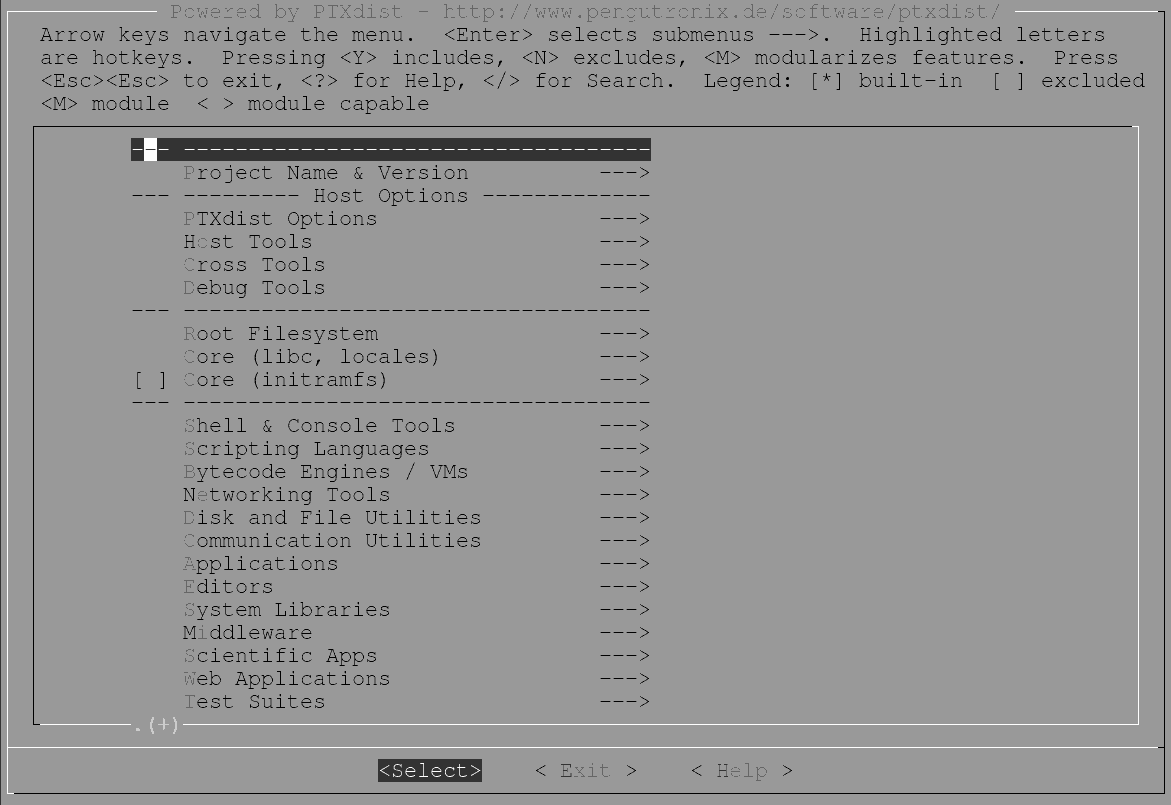 Powered by PTXdist - http://www.pengutronix.de/software/ptxdist/
Arrow keys navigate the menu.  <Enter> selects submenus --->.  Highlighted letters
are hotkeys.  Pressing <Y> includes, <N> excludes, <M> modularizes features.  Press
<Esc><Esc> to exit, <?> for Help, </> for Search.  Legend: [*] built-in  [ ] excluded
<M> module  < > module capable
--- ------------------------------------
Project Name & Version          --->
--- --------- Host Options -------------
PTXdist Options                 --->
Host Tools                      --->
Cross Tools                     --->
Debug Tools                     --->
--- ------------------------------------
Root Filesystem                 --->
Core (libc, locales)            --->
[ ] Core (initramfs)                --->
--- ------------------------------------
Shell & Console Tools           --->
Scripting Languages             --->
Bytecode Engines / VMs          --->
Networking Tools                --->
Disk and File Utilities         --->
Communication Utilities         --->
Applications                    --->
Editors                         --->
System Libraries                --->
Middleware                      --->
Scientific Apps                 --->
Web Applications                --->
Test Suites                     --->
.(+)
<Select>    < Exit >    < Help >